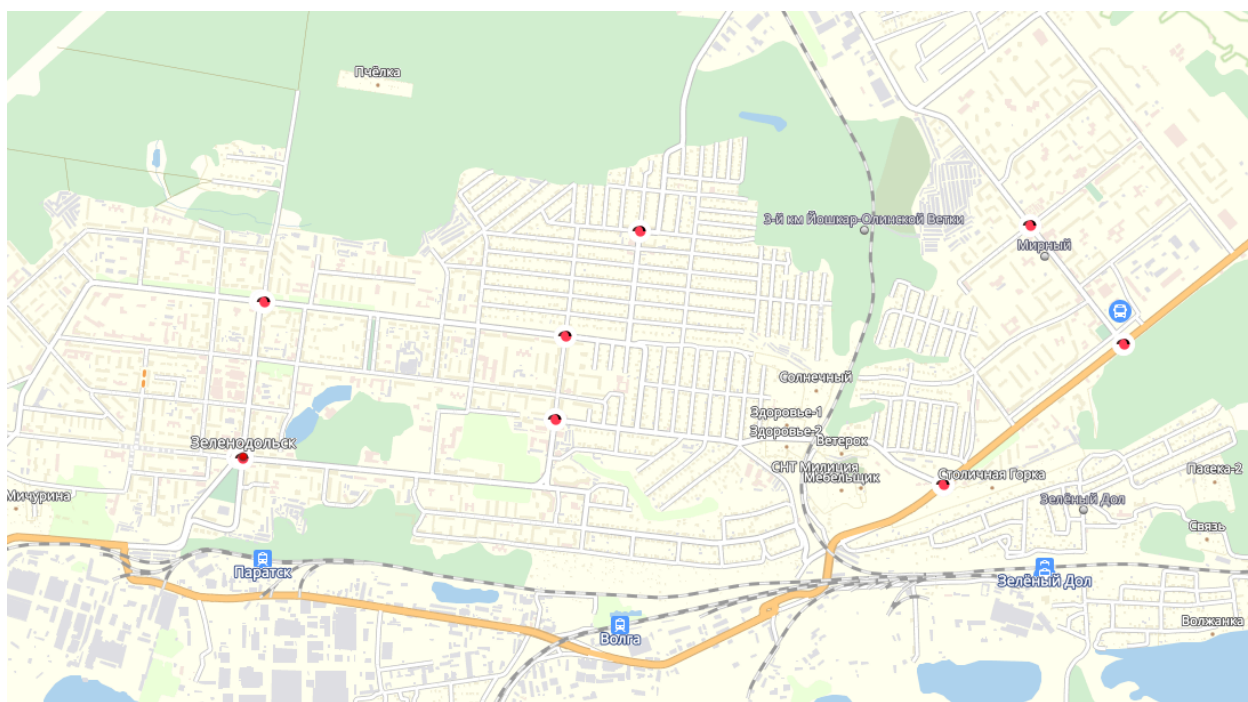 Пчёлка
3-й км Йошкар-Олинской Ветки
Мирный
Солнечный
Здоровье-1
Здоровье-2
Ветерок
Зеленодольск
СНТ Милиция
Мебельщик
Столичная Горка
Пасека-2
Мичурина
Зелёный Дол
Связь
Паратск
Зелёный Дол
Волга
Волжанка